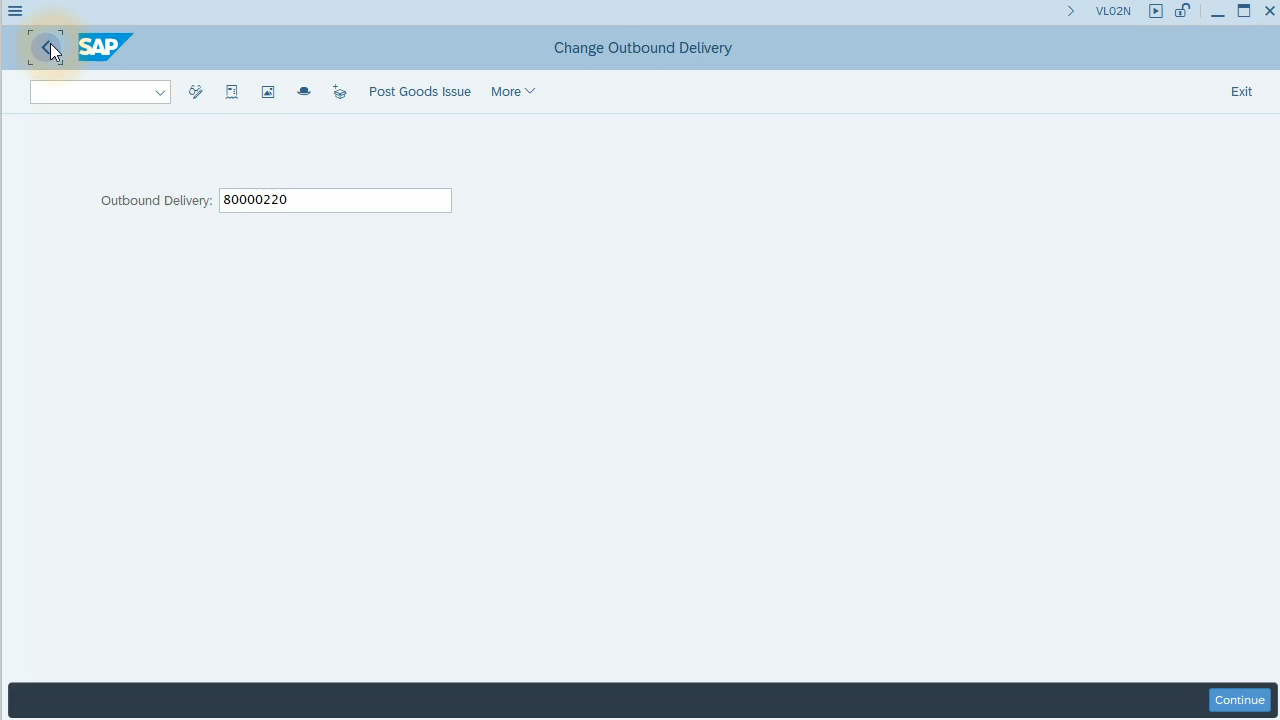 VL02N
SAP
Change Outbound Delivery
Post Goods Issue More Exit
Outbound Delivery: 80000220
Continue